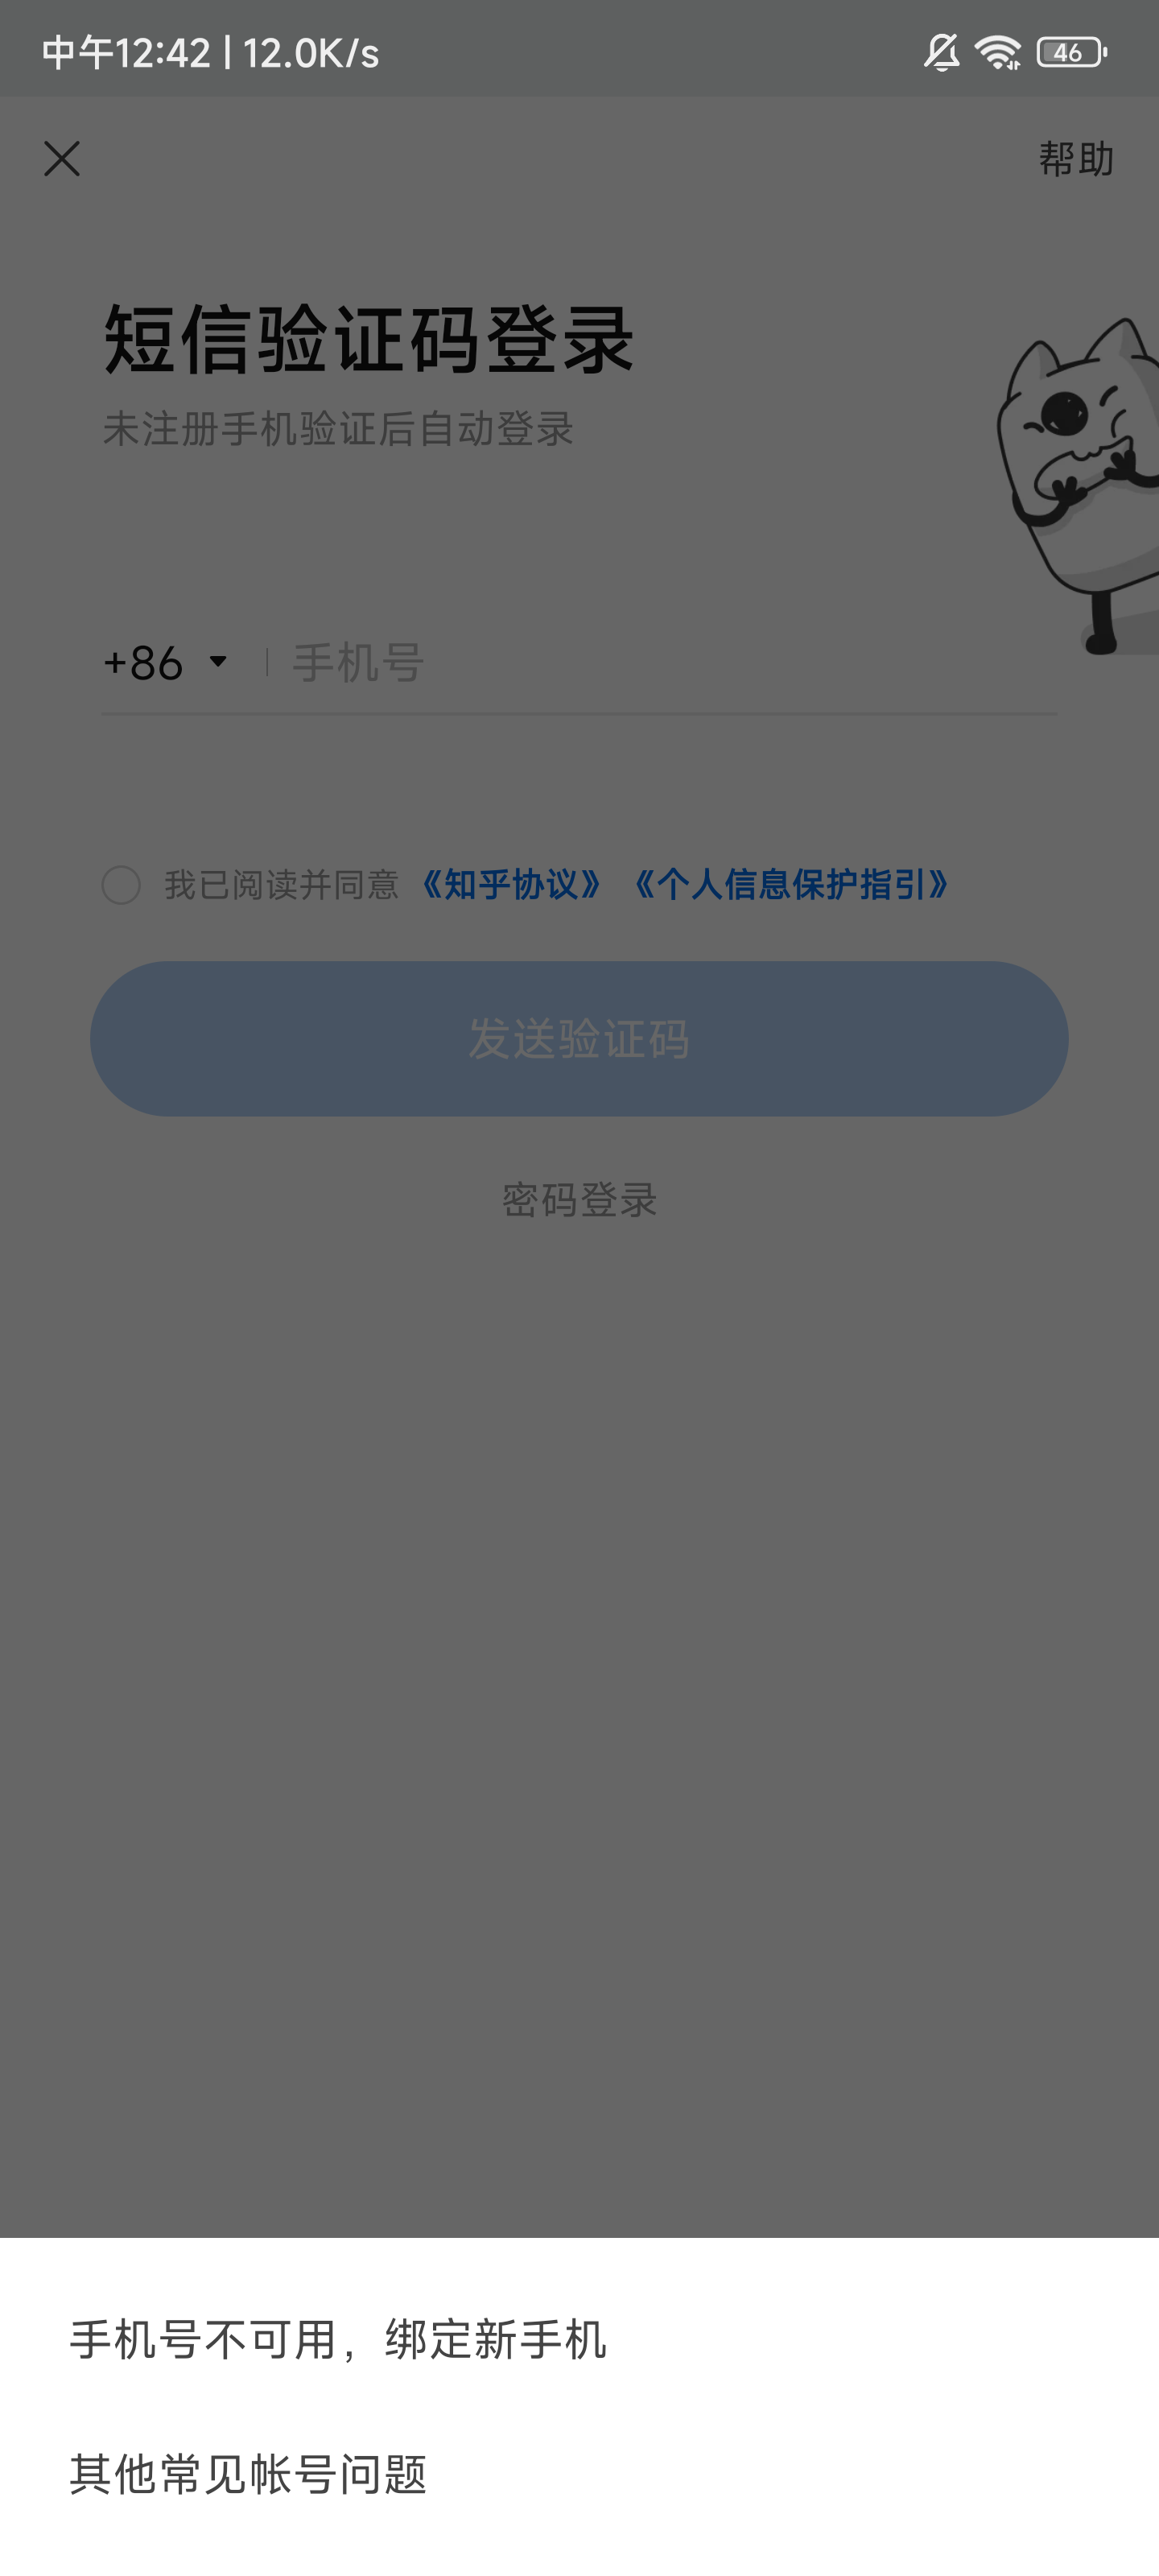 中午12:42 | 12.0K/s
46
帮助
短信验证码登录
未注册手机验证后自动登录
+86 手机号
我已阅读并同意 《知乎协议》 《个人信息保护指引》
发送验证码
密码登录
手机号不可用，绑定新手机
其他常见帐号问题